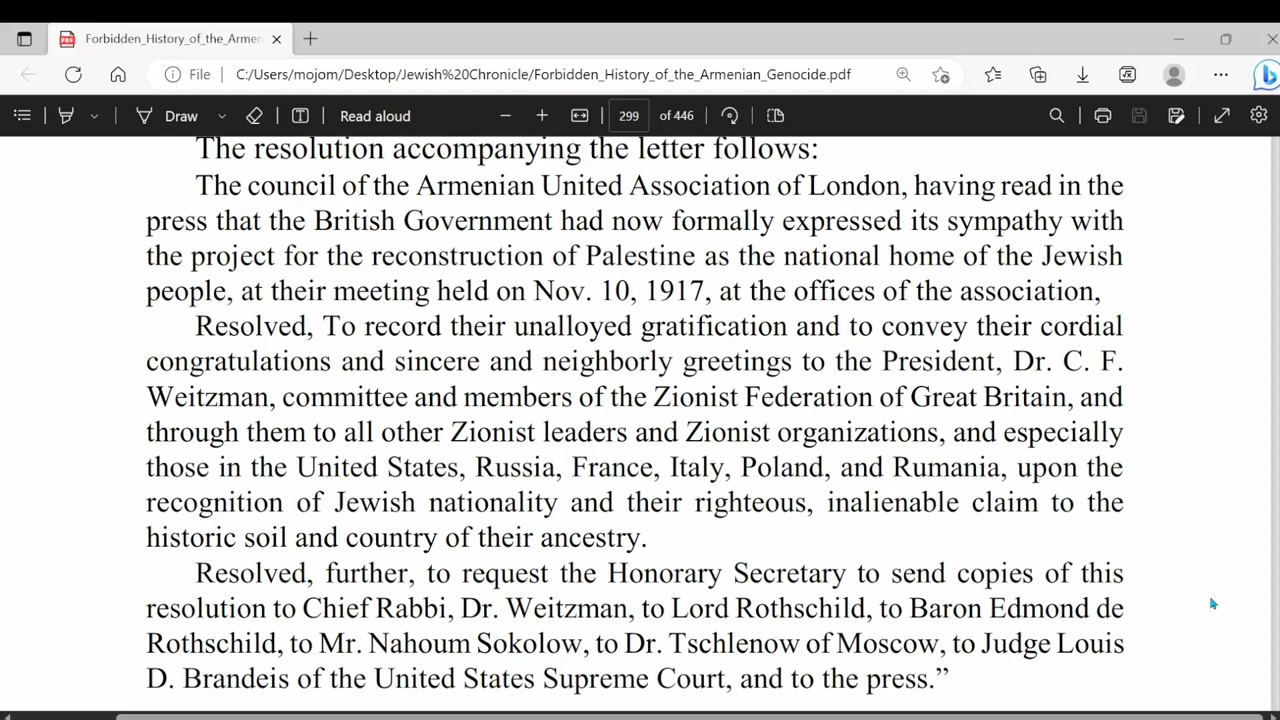 Forbidden_History_of_the_Armen
File
C:/Users/mojom/Desktop/Jewish%20Chronicle/Forbidden_History_of_the_Armenian_Genocide.pdf
Draw
Read aloud
299 of 446
The resolution accompanying the letter follows:
The council of the Armenian United Association of London, having read in the
press that the British Government had now formally expressed its sympathy with
the project for the reconstruction of Palestine as the national home of the Jewish
people, at their meeting held on Nov. 10, 1917, at the offices of the association,
Resolved, To record their unalloyed gratification and to convey their cordial
congratulations and sincere and neighborly greetings to the President, Dr. C. F.
Weitzman, committee and members of the Zionist Federation of Great Britain, and
through them to all other Zionist leaders and Zionist organizations, and especially
those in the United States, Russia, France, Italy, Poland, and Rumania, upon the
recognition of Jewish nationality and their righteous, inalienable claim to the
historic soil and country of their ancestry.
Resolved, further, to request the Honorary Secretary to send copies of this
resolution to Chief Rabbi, Dr. Weitzman, to Lord Rothschild, to Baron Edmond de
Rothschild, to Mr. Nahoum Sokolow, to Dr. Tschlenow of Moscow, to Judge Louis
D. Brandeis of the United States Supreme Court, and to the press.”